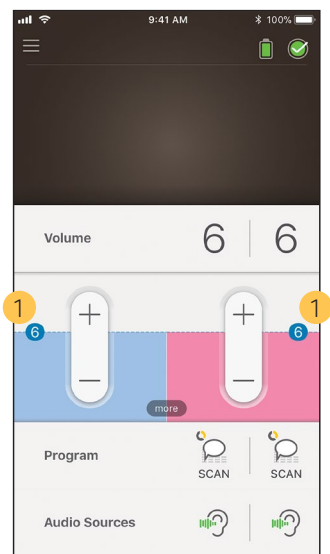 9:41 AM 100%
Volume 6 6
1 1
+ +
6 6
— —
more
Program SCAN SCAN
Audio Sources